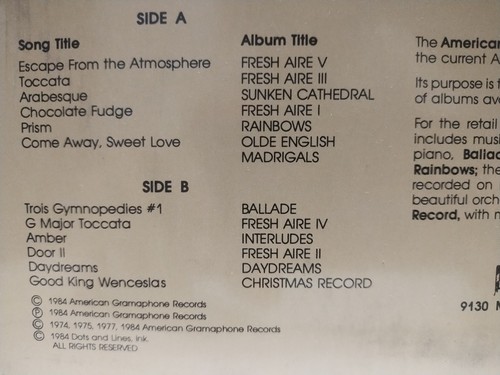 SIDE A
Song Title Album Title
Escape From the Atmosphere FRESH AIRE V
Toccata FRESH AIRE III
Arabesque SUNKEN CATHEDRAL
Chocolate Fudge FRESH AIRE I
Prism RAINBOWS
Come Away, Sweet Love OLDE ENGLISH
MADRIGALS
SIDE B
Trois Gymnopedies #1 BALLADE
G Major Toccata FRESH AIRE IV
Amber INTERLUDES
Door II FRESH AIRE II
Daydreams DAYDREAMS
Good King Wenceslas CHRISTMAS RECORD
© 1984 American Gramaphone Records
℗ 1984 American Gramaphone Records
© 1974, 1975, 1977, 1984 American Gramaphone Records
© 1984 Dots and Lines, Ink.
ALL RIGHTS RESERVED
The American
the current A
Its purpose is t
of albums av
For the retail
includes musi
piano, Ballad
Rainbows; the
recorded on
beautiful orch
Record, with m
9130 M